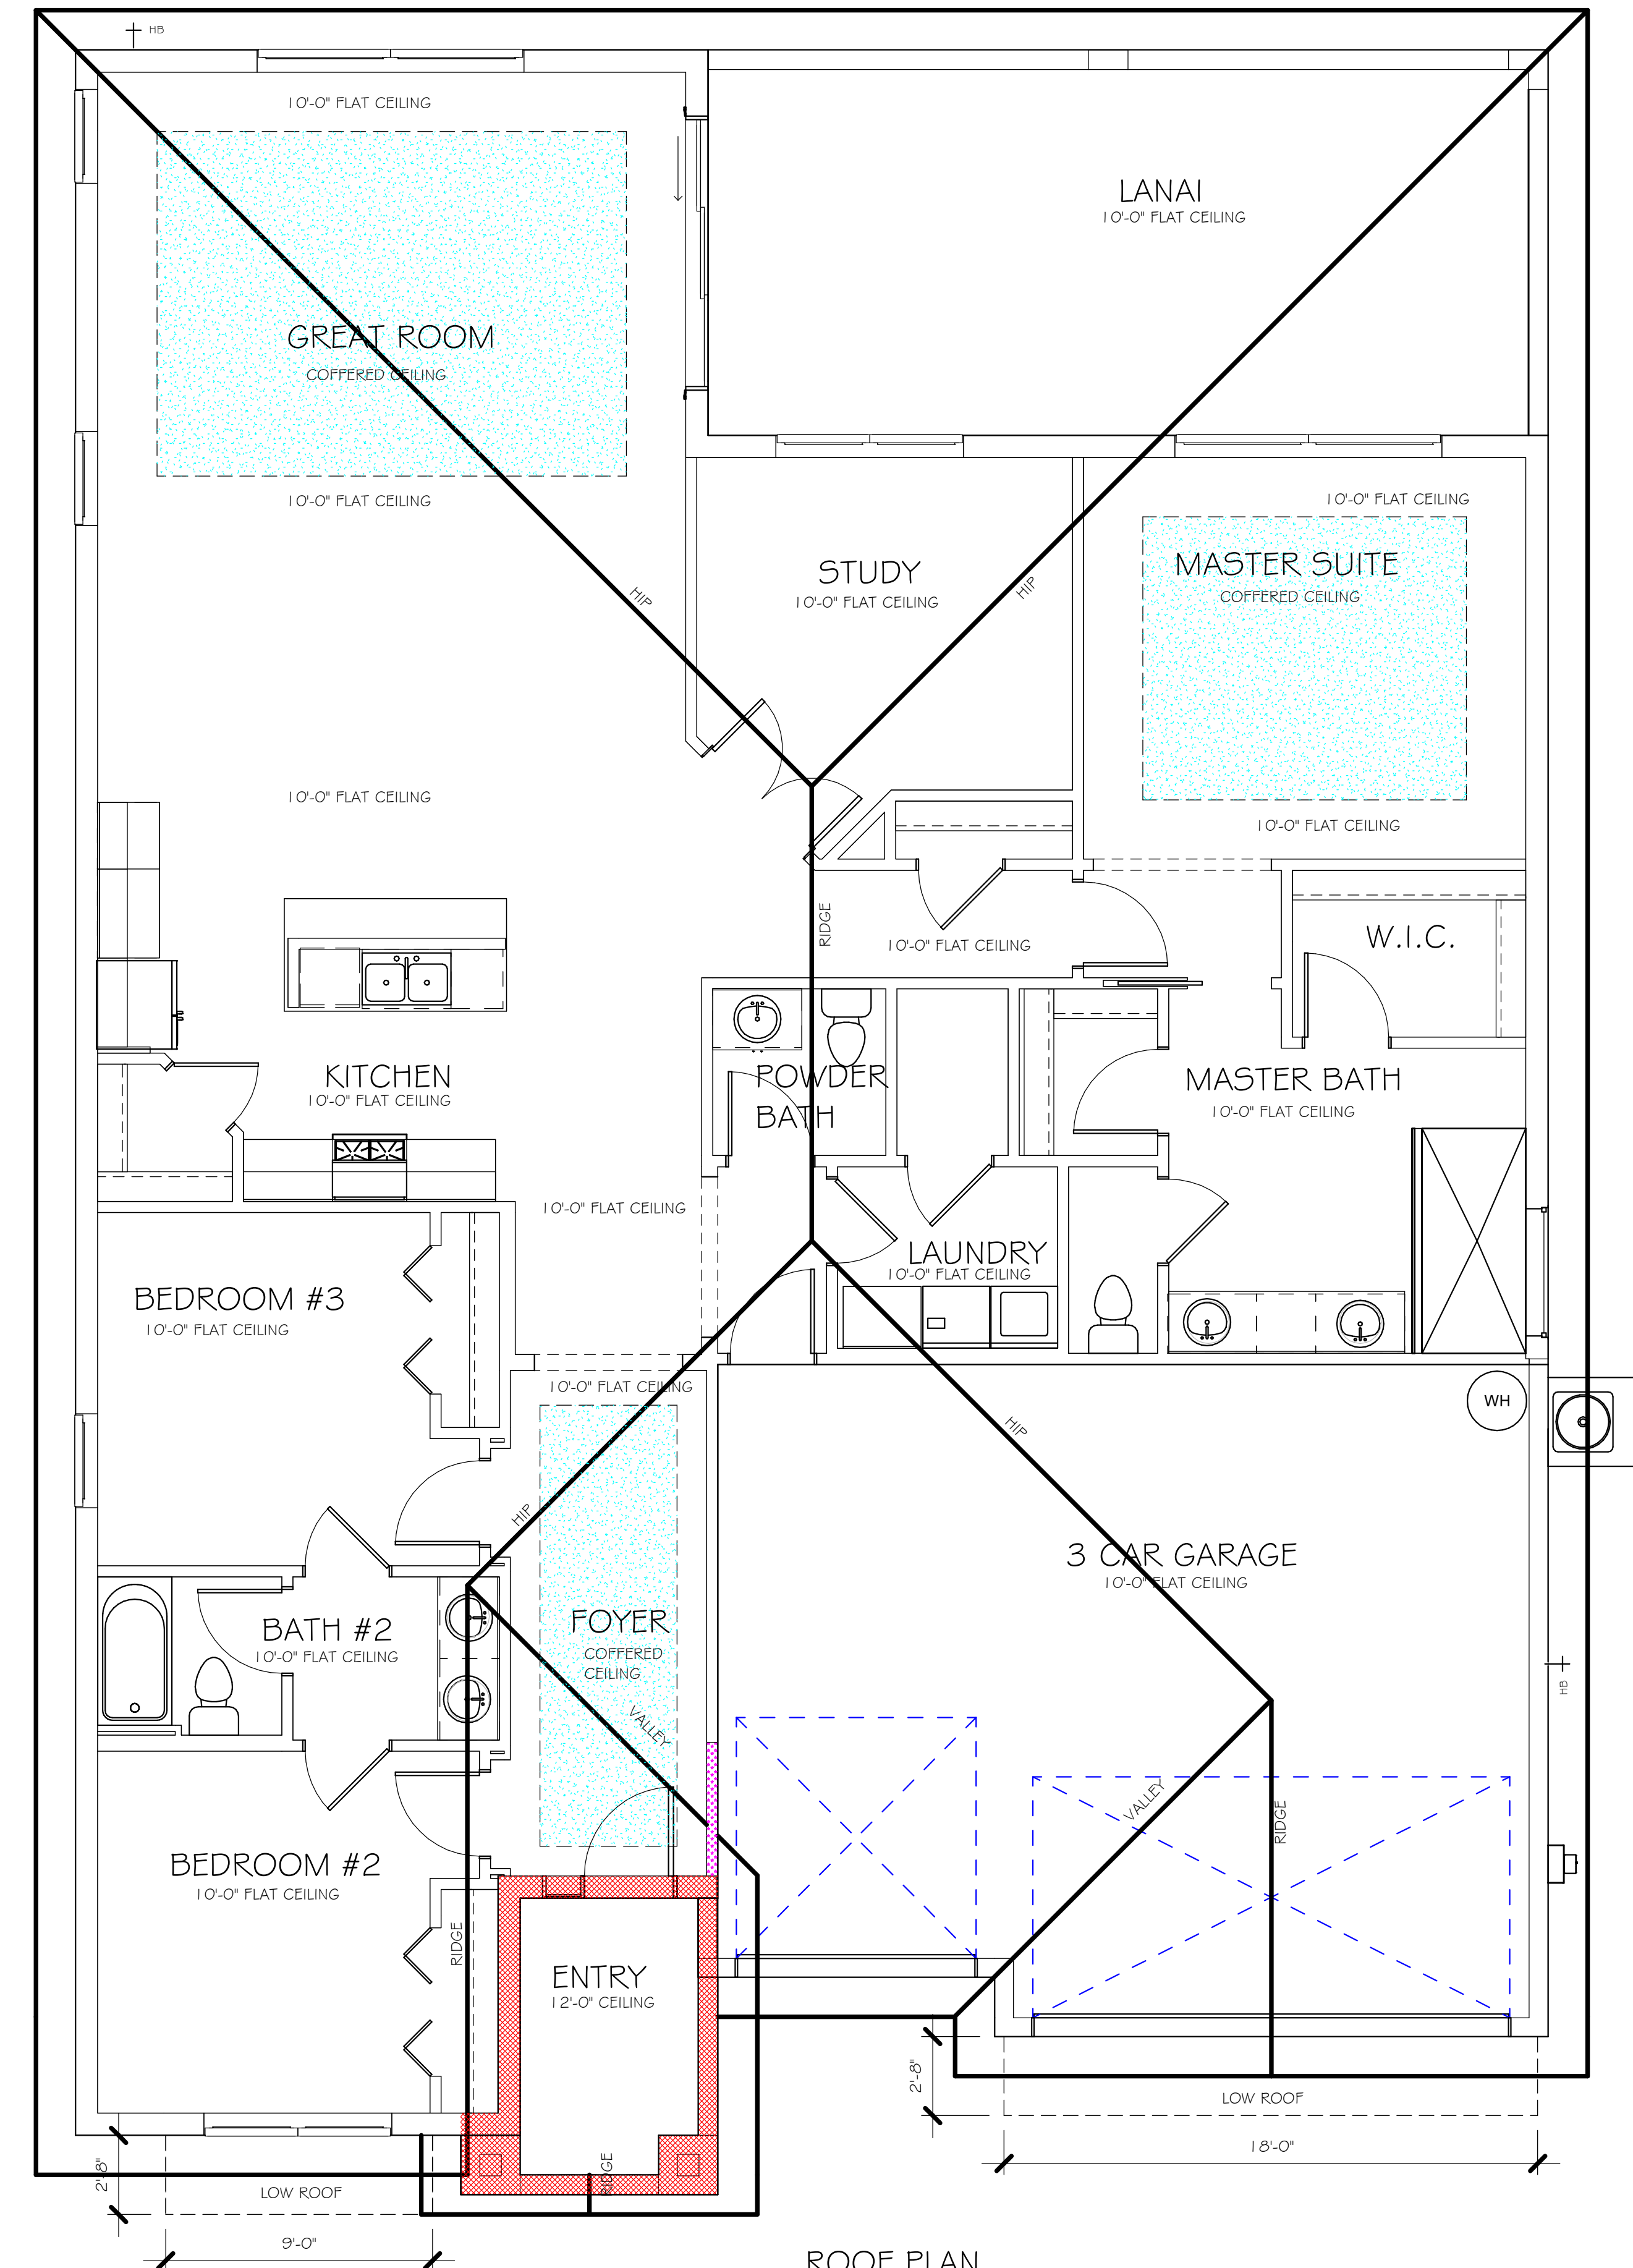 HB
10'-0" FLAT CEILING
LANAI
10'-0" FLAT CEILING
GREAT ROOM
COFFERED CEILING
10'-0" FLAT CEILING
10'-0" FLAT CEILING
HIP
STUDY
10'-0" FLAT CEILING
HIP
MASTER SUITE
COFFERED CEILING
10'-0" FLAT CEILING
10'-0" FLAT CEILING
RIDGE
10'-0" FLAT CEILING
W.I.C.
KITCHEN
10'-0" FLAT CEILING
POWDER
BATH
MASTER BATH
10'-0" FLAT CEILING
10'-0" FLAT CEILING
LAUNDRY
10'-0" FLAT CEILING
BEDROOM #3
10'-0" FLAT CEILING
10'-0" FLAT CEILING
WH
HIP
HIP
3 CAR GARAGE
10'-0" FLAT CEILING
BATH #2
10'-0" FLAT CEILING
FOYER
COFFERED
CEILING
HB
VALLEY
VALLEY
RIDGE
BEDROOM #2
10'-0" FLAT CEILING
RIDGE
ENTRY
12'-0" CEILING
2'-8"
LOW ROOF
18'-0"
2'-8"
RIDGE
LOW ROOF
9'-0"
ROOF PLAN